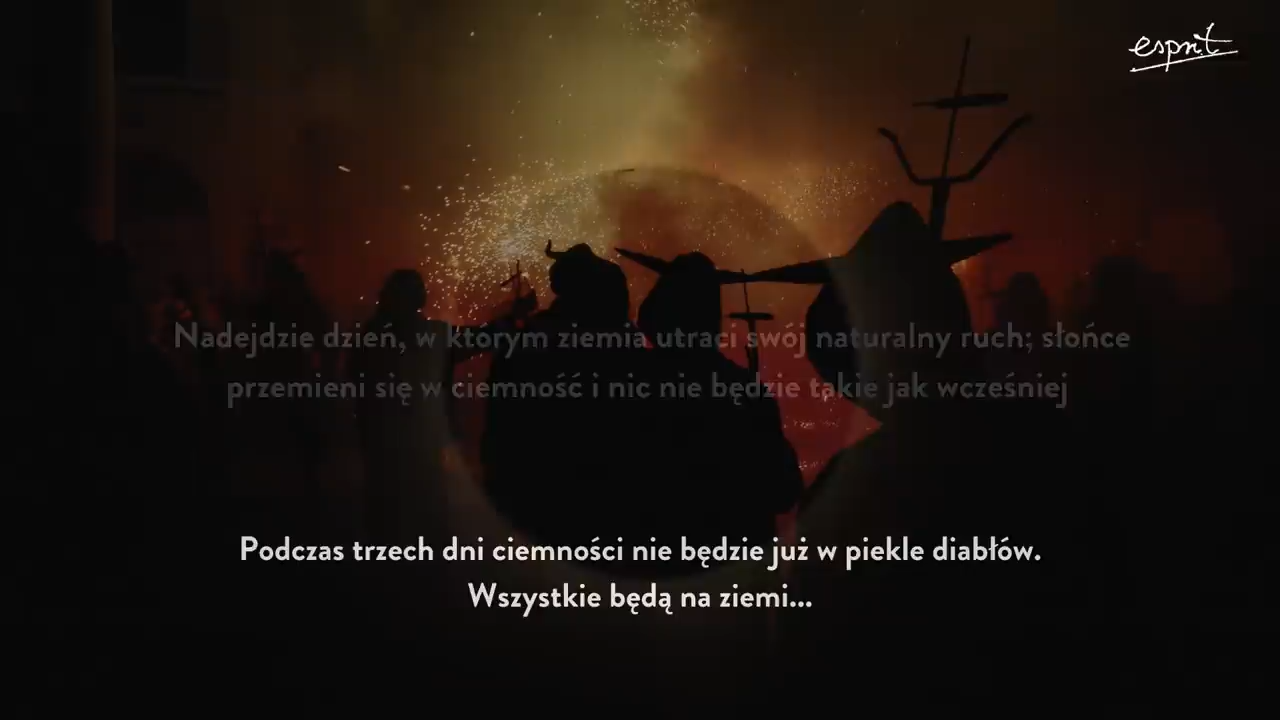 esprit
Nadejdzie dzień, w którym ziemia utraci swój naturalny ruch; słońce
przemieni się w ciemność i nic nie będzie takie jak wcześniej
Podczas trzech dni ciemności nie będzie już w piekle diabłów.
Wszystkie będą na ziemi...